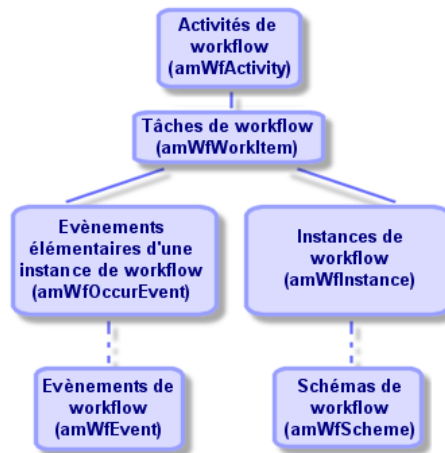 Activités de
workflow
(amWfActivity)
Tâches de workflow
(amWfWorkItem)
Evènements
élémentaires d'une
instance de workflow
(amWfOccurEvent)
Instances de
workflow
(amWfInstance)
Evènements de
workflow
(amWfEvent)
Schémas de
workflow
(amWfScheme)